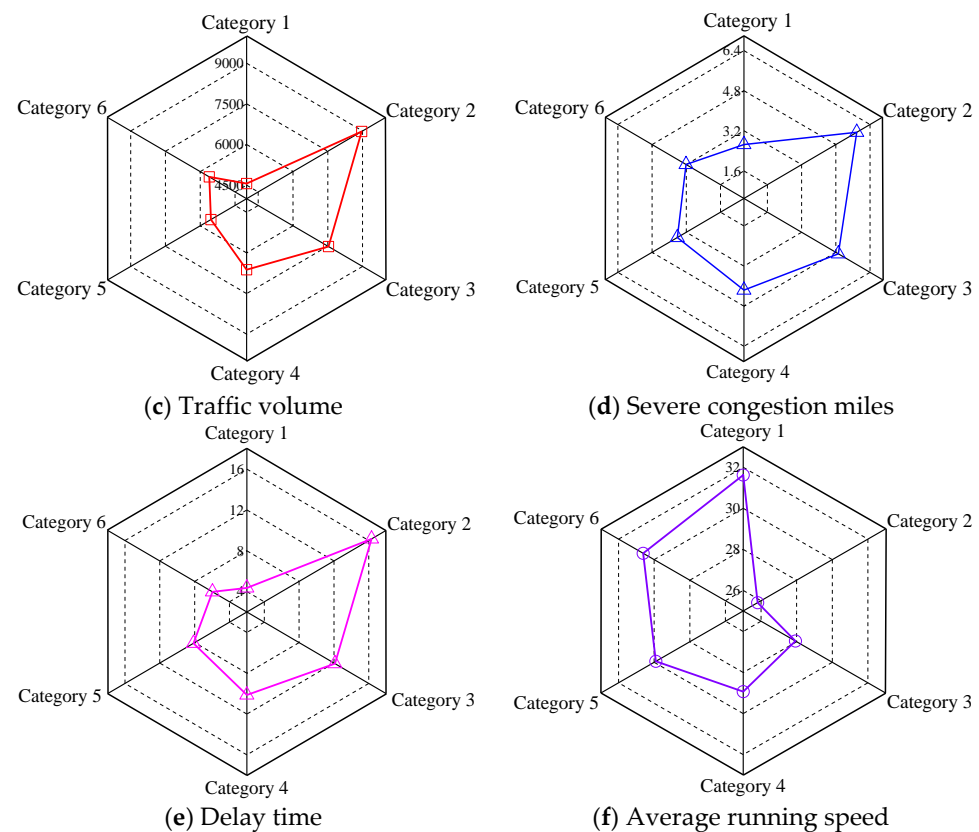 Category 1
9000
7500
6000
4500
Category 2
Category 3
Category 4
Category 5
Category 6
(c) Traffic volume
Category 1
6.4
4.8
3.2
1.6
Category 2
Category 3
Category 4
Category 5
Category 6
(d) Severe congestion miles
Category 1
16
12
8
4
Category 2
Category 3
Category 4
Category 5
Category 6
(e) Delay time
Category 1
32
30
28
26
Category 2
Category 3
Category 4
Category 5
Category 6
(f) Average running speed